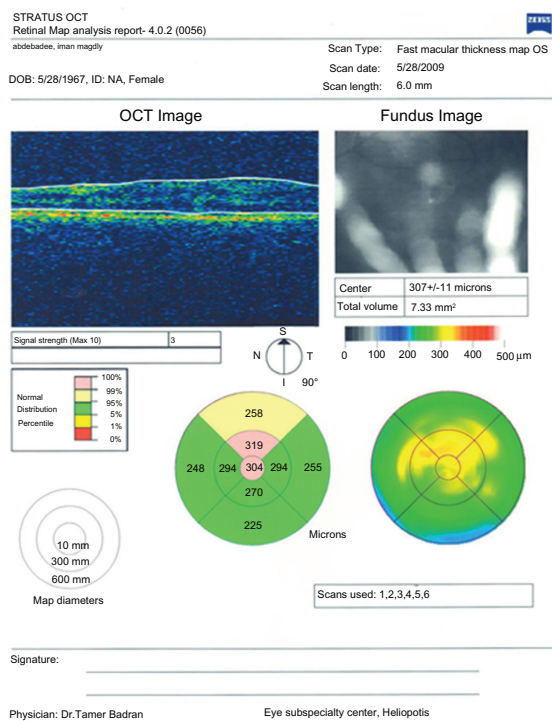 STRATUS OCT
Retinal Map analysis report- 4.0.2 (0056)
ZEISS
abdebadee, iman magdly
DOB: 5/28/1967, ID: NA, Female
Scan Type: Fast macular thickness map OS
Scan date: 5/28/2009
Scan length: 6.0 mm
OCT Image
Fundus Image
Center 307+/-11 microns
Total volume 7.33 mm²
Signal strength (Max 10) 3
S
N T
I 90°
0 100 200 300 400 500 µm
Normal
Distribution
Percentile
100%
99%
95%
5%
1%
0%
258
319
248 294 304 294 255
270
225
Microns
10 mm
300 mm
600 mm
Map diameters
Scans used: 1,2,3,4,5,6
Signature:
Physician: Dr.Tamer Badran
Eye subspecialty center, Heliopotis